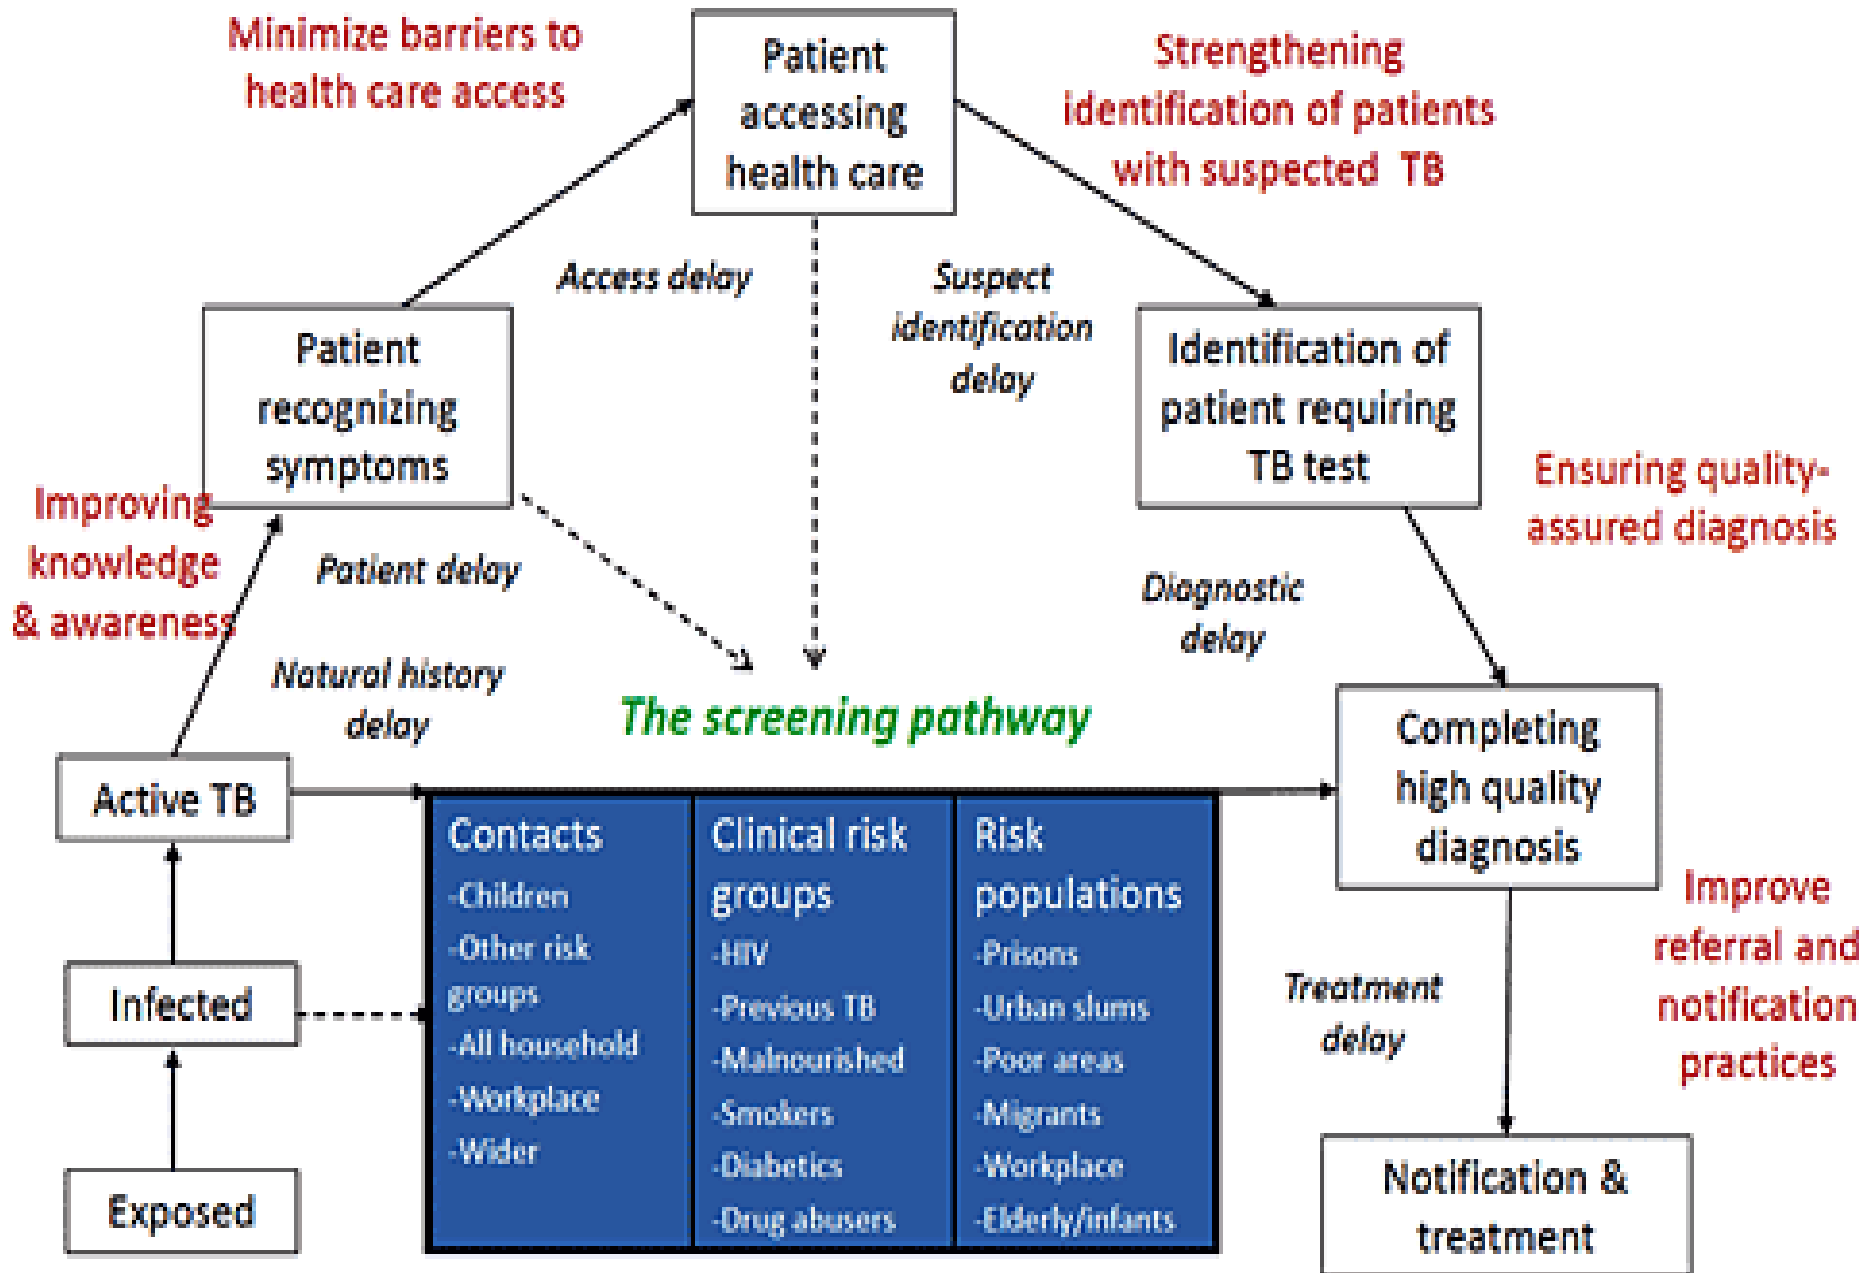 Minimize barriers to
health care access
Patient
accessing
health care
Strengthening
identification of patients
with suspected TB
Access delay
Suspect
identification
delay
Patient
recognizing
symptoms
Identification of
patient requiring
TB test
Improving
knowledge
& awareness
Patient delay
Ensuring quality-
assured diagnosis
Diagnostic
delay
Natural history
delay
The screening pathway
Active TB
Completing
high quality
diagnosis
Contacts
-Children
-Other risk
groups
-All household
-Workplace
-Wider
Clinical risk
groups
-HIV
-Previous TB
-Malnourished
-Smokers
-Diabetics
-Drug abusers
Risk
populations
-Prisons
-Urban slums
-Poor areas
-Migrants
-Workplace
-Elderly/infants
Improve
referral and
notification
practices
Infected
Treatment
delay
Exposed
Notification &
treatment